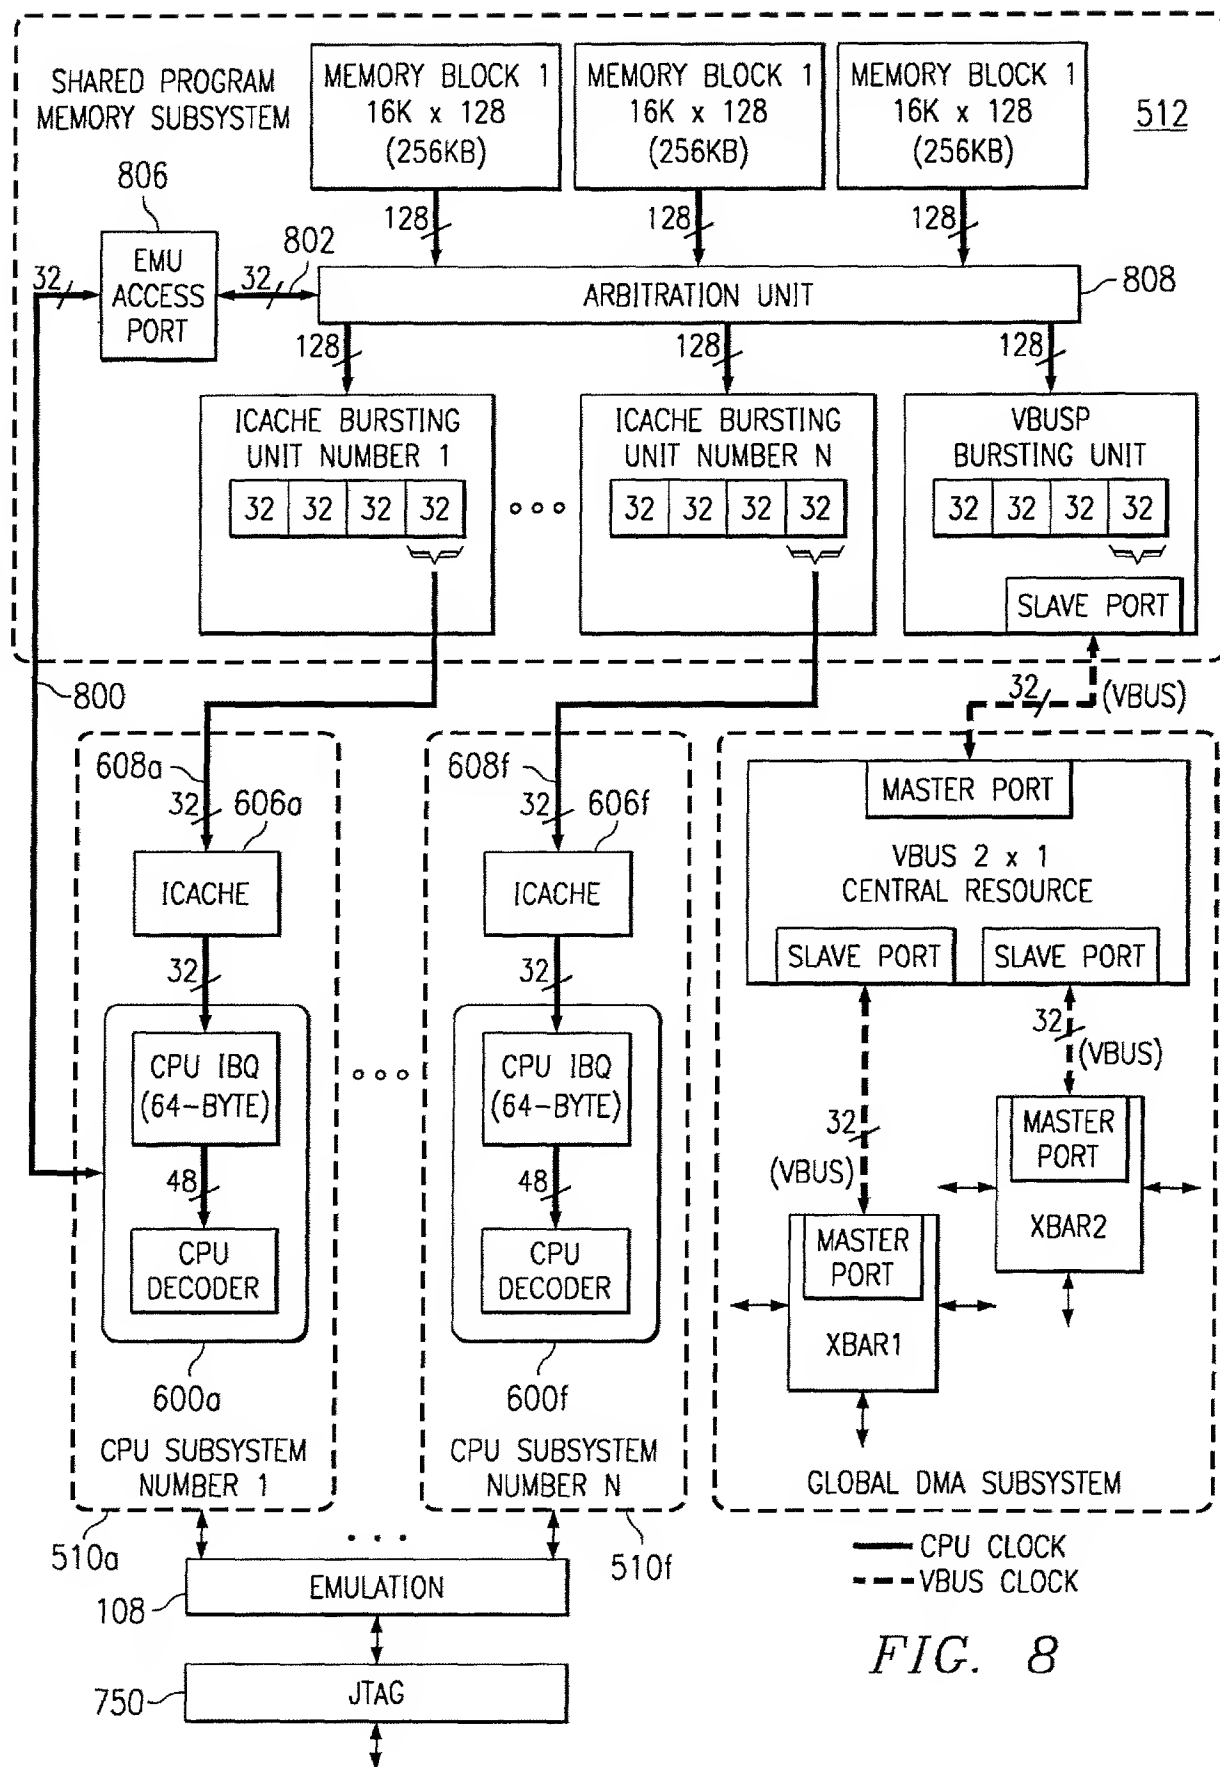 SHARED PROGRAM
MEMORY SUBSYSTEM
MEMORY BLOCK 1
16K x 128
(256KB)
MEMORY BLOCK 1
16K x 128
(256KB)
MEMORY BLOCK 1
16K x 128
(256KB)
512
806
128
128
128
EMU
ACCESS
PORT
32
32
802
ARBITRATION UNIT
808
128
128
128
ICACHE BURSTING
UNIT NUMBER 1
32 32 32 32
ICACHE BURSTING
UNIT NUMBER N
32 32 32 32
VBUSP
BURSTING UNIT
32 32 32 32
SLAVE PORT
800
32
(VBUS)
608a
32
606a
ICACHE
32
CPU IBQ
(64-BYTE)
48
CPU
DECODER
600a
CPU SUBSYSTEM
NUMBER 1
510a
608f
32
606f
ICACHE
32
CPU IBQ
(64-BYTE)
48
CPU
DECODER
600f
CPU SUBSYSTEM
NUMBER N
510f
MASTER PORT
VBUS 2 x 1
CENTRAL RESOURCE
SLAVE PORT
SLAVE PORT
32
(VBUS)
32
(VBUS)
MASTER
PORT
XBAR2
MASTER
PORT
XBAR1
GLOBAL DMA SUBSYSTEM
CPU CLOCK
VBUS CLOCK
108
EMULATION
750
JTAG
FIG. 8